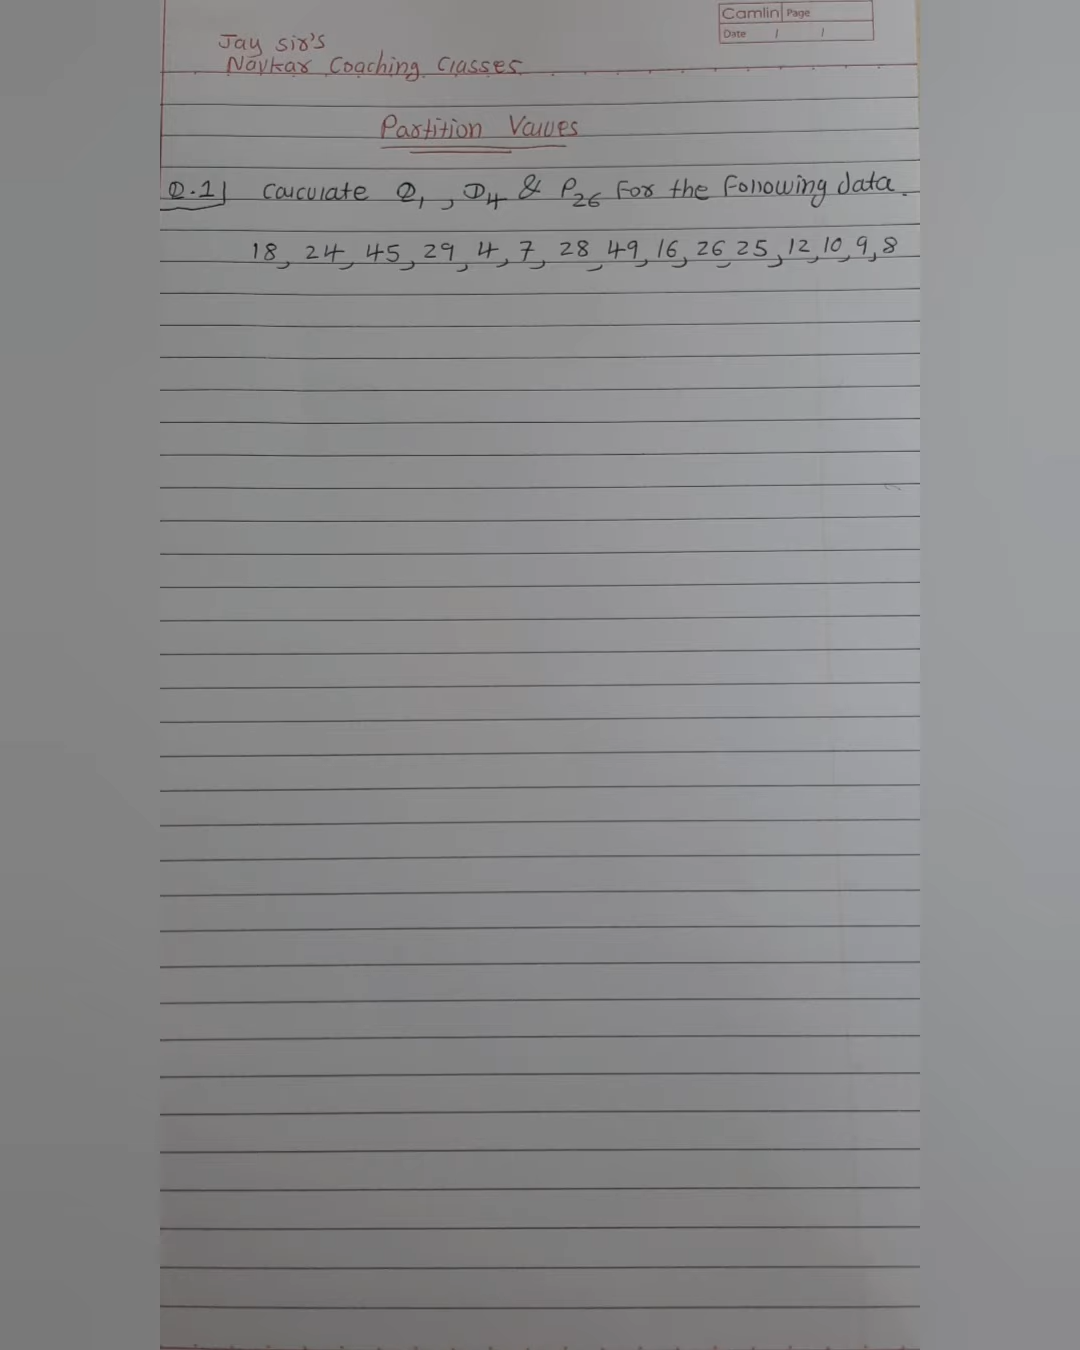 Camlin Page
Date / /
Jay sir's
Navkar Coaching Classes
Partition Values
Q.1] Calculate Q1, D4 & P26 For the Following data.
18, 24, 45, 29, 4, 7, 28, 49, 16, 26, 25, 12, 10, 9, 8